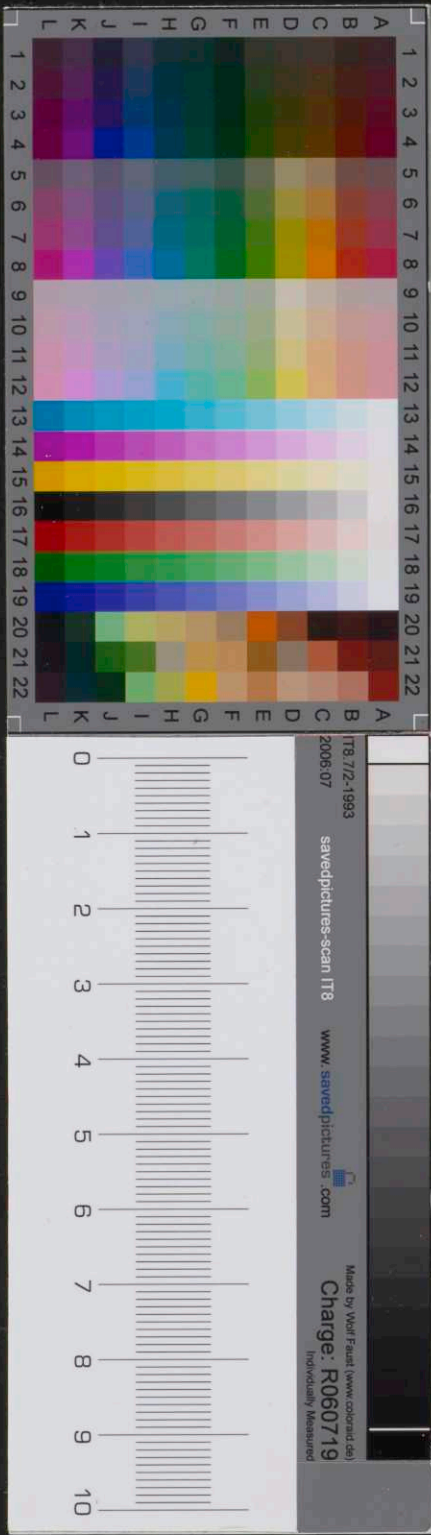 L K J I H G F E D C B A
1 2 3 4 5 6 7 8 9 10 11 12 13 14 15 16 17 18 19 20 21 22
1 2 3 4 5 6 7 8 9 10 11 12 13 14 15 16 17 18 19 20 21 22
L K J I H G F E D C B A
IT8.7/2-1993
2006:07
savedpictures-scan IT8
www.savedpictures.com
Made by Wolf Faust (www.coloraid.de)
Charge: R060719
Individually Measured
0 1 2 3 4 5 6 7 8 9 10